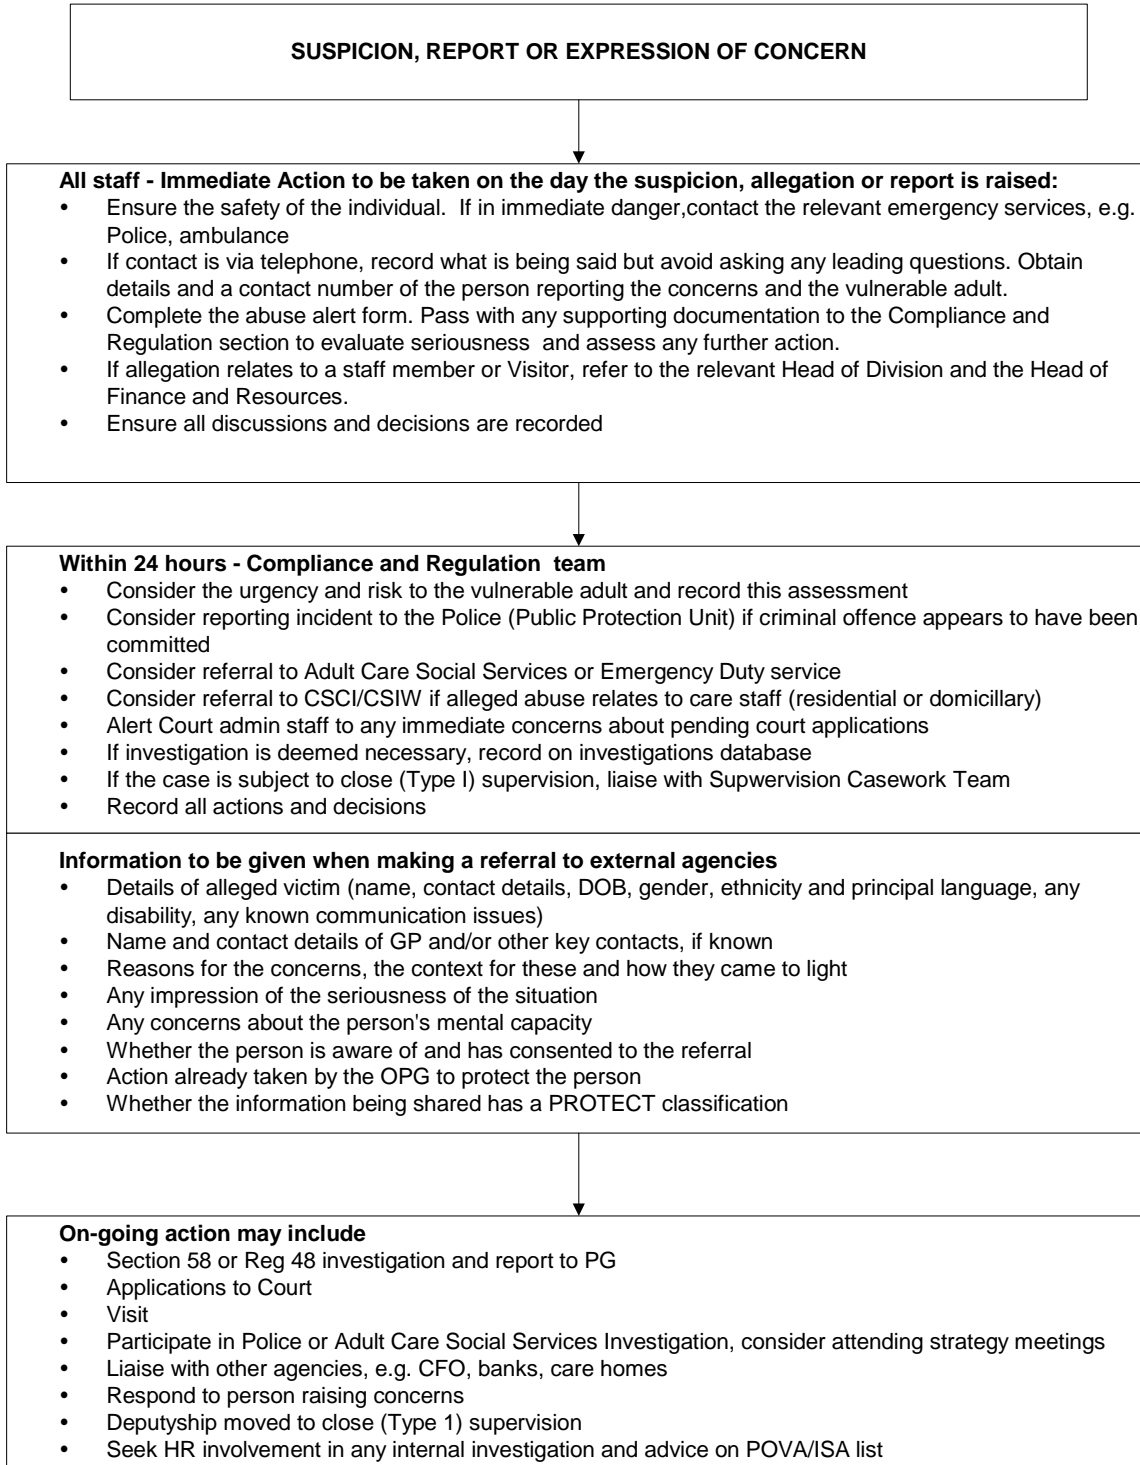 SUSPICION, REPORT OR EXPRESSION OF CONCERN
All staff - Immediate Action to be taken on the day the suspicion, allegation or report is raised:
• Ensure the safety of the individual. If in immediate danger,contact the relevant emergency services, e.g.
Police, ambulance
• If contact is via telephone, record what is being said but avoid asking any leading questions. Obtain
details and a contact number of the person reporting the concerns and the vulnerable adult.
• Complete the abuse alert form. Pass with any supporting documentation to the Compliance and
Regulation section to evaluate seriousness and assess any further action.
• If allegation relates to a staff member or Visitor, refer to the relevant Head of Division and the Head of
Finance and Resources.
• Ensure all discussions and decisions are recorded
Within 24 hours - Compliance and Regulation team
• Consider the urgency and risk to the vulnerable adult and record this assessment
• Consider reporting incident to the Police (Public Protection Unit) if criminal offence appears to have been
committed
• Consider referral to Adult Care Social Services or Emergency Duty service
• Consider referral to CSCI/CSIW if alleged abuse relates to care staff (residential or domicillary)
• Alert Court admin staff to any immediate concerns about pending court applications
• If investigation is deemed necessary, record on investigations database
• If the case is subject to close (Type I) supervision, liaise with Supwervision Casework Team
• Record all actions and decisions
Information to be given when making a referral to external agencies
• Details of alleged victim (name, contact details, DOB, gender, ethnicity and principal language, any
disability, any known communication issues)
• Name and contact details of GP and/or other key contacts, if known
• Reasons for the concerns, the context for these and how they came to light
• Any impression of the seriousness of the situation
• Any concerns about the person's mental capacity
• Whether the person is aware of and has consented to the referral
• Action already taken by the OPG to protect the person
• Whether the information being shared has a PROTECT classification
On-going action may include
• Section 58 or Reg 48 investigation and report to PG
• Applications to Court
• Visit
• Participate in Police or Adult Care Social Services Investigation, consider attending strategy meetings
• Liaise with other agencies, e.g. CFO, banks, care homes
• Respond to person raising concerns
• Deputyship moved to close (Type 1) supervision
• Seek HR involvement in any internal investigation and advice on POVA/ISA list